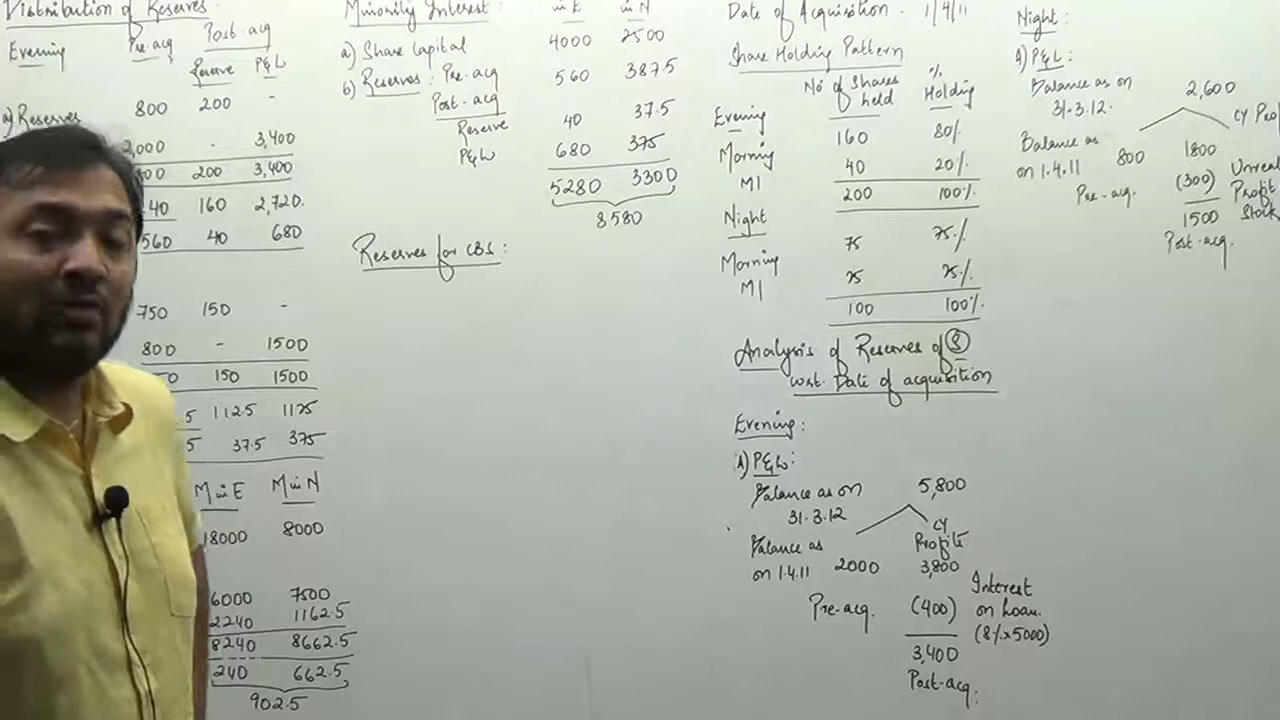 Distribution of Reserves.
Evening Pre-acq Post-acq
Reserve P&L
a) Reserves 800 200 -
2,000 - 3,400
200 3,400
160 2,720.
560 40 680
750 150 -
800 - 1500
150 1500
112.5 1125
37.5 375
M in E M in N
18000 8000
6000 7500
2240 1162.5
8240 8662.5
240 662.5
902.5
Minority Interest: in E in N
a) Share Capital 4000 2500
b) Reserves: Pre-acq 560 387.5
Post-acq
Reserve 40 37.5
P&L 680 375
5280 3300
8580
Reserves for CBS:
Date of Acquisition - 1/4/11
Share Holding Pattern
No of Shares held % Holding
Evening
Morning 160 80%
MI 40 20%
200 100%
Night
Morning 75 75%
MI 25 25%
100 100%
Analysis of Reserves of S
w.r.t. Date of acquisition
Evening:
A) P&L:
Balance as on 5,800
31.3.12
CY
Balance as Profits
on 1.4.11 2000 3,800
Pre-acq. (400) Interest
on Loan.
(8%x5000)
3,400
Post-acq.
Night:
A) P&L:
Balance as on 2,600
31.3.12.
CY
Balance as
on 1.4.11 800 1800
Pre-acq. (300)
Profit
1500 Stock
Post-acq.